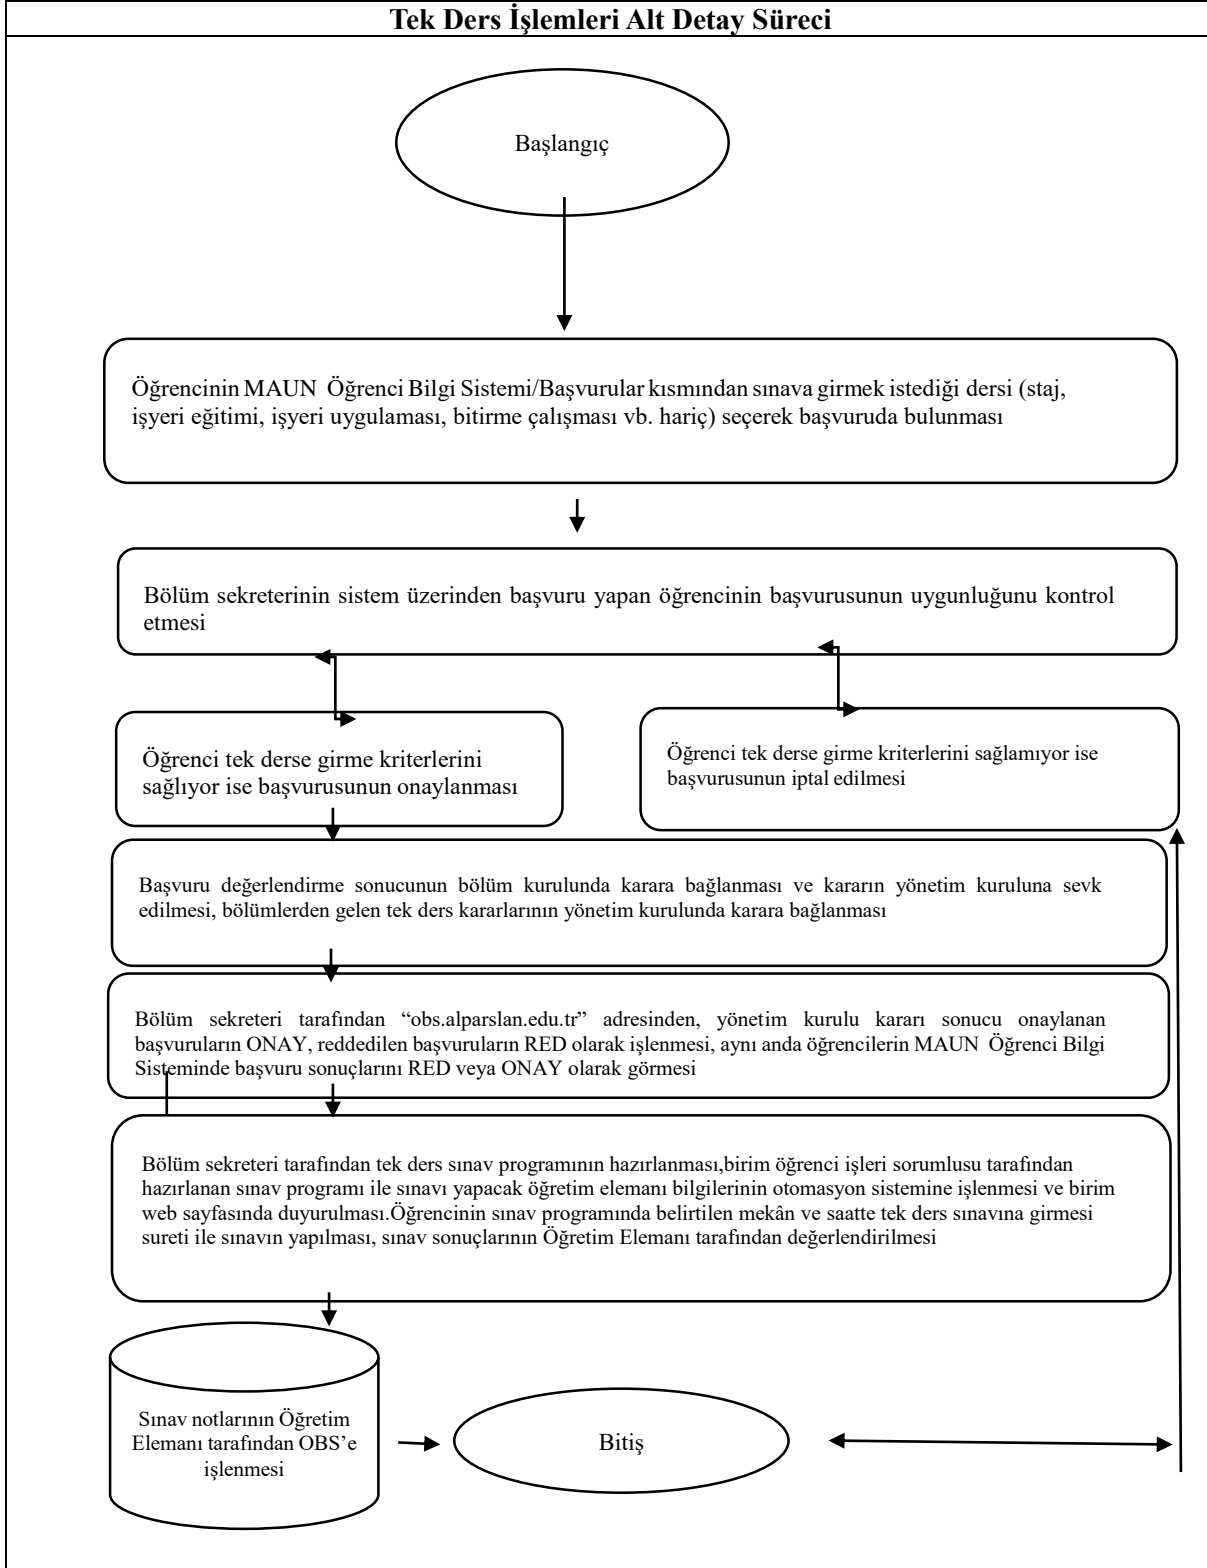 Tek Ders İşlemleri Alt Detay Süreci
Başlangıç
Öğrencinin MAUN Öğrenci Bilgi Sistemi/Başvurular kısmından sınava girmek istediği dersi (staj,
işyeri eğitimi, işyeri uygulaması, bitirme çalışması vb. hariç) seçerek başvuruda bulunması
Bölüm sekreterinin sistem üzerinden başvuru yapan öğrencinin başvurusunun uygunluğunu kontrol
etmesi
Öğrenci tek derse girme kriterlerini
sağlıyor ise başvurusunun onaylanması
Öğrenci tek derse girme kriterlerini sağlamıyor ise
başvurusunun iptal edilmesi
Başvuru değerlendirme sonucunun bölüm kurulunda karara bağlanması ve kararın yönetim kuruluna sevk
edilmesi, bölümlerden gelen tek ders kararlarının yönetim kurulunda karara bağlanması
Bölüm sekreteri tarafından “obs.alparslan.edu.tr” adresinden, yönetim kurulu kararı sonucu onaylanan
başvuruların ONAY, reddedilen başvuruların RED olarak işlenmesi, aynı anda öğrencilerin MAUN Öğrenci Bilgi
Sisteminde başvuru sonuçlarını RED veya ONAY olarak görmesi
Bölüm sekreteri tarafından tek ders sınav programının hazırlanması,birim öğrenci işleri sorumlusu tarafından
hazırlanan sınav programı ile sınavı yapacak öğretim elemanı bilgilerinin otomasyon sistemine işlenmesi ve birim
web sayfasında duyurulması.Öğrencinin sınav programında belirtilen mekân ve saatte tek ders sınavına girmesi
sureti ile sınavın yapılması, sınav sonuçlarının Öğretim Elemanı tarafından değerlendirilmesi
Sınav notlarının Öğretim
Elemanı tarafından OBS’e
işlenmesi
Bitiş